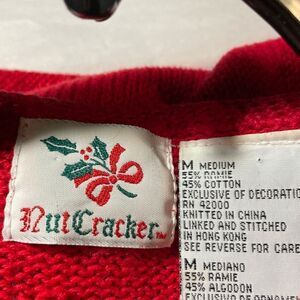 NutCracker™
M MEDIUM
55% RAMIE
45% COTTON
EXCLUSIVE OF DECORATIO
RN 42000
KNITTED IN CHINA
LINKED AND STITCHED
IN HONG KONG
SEE REVERSE FOR CARE
M MEDIANO
55% RAMIE
45% ALGODON